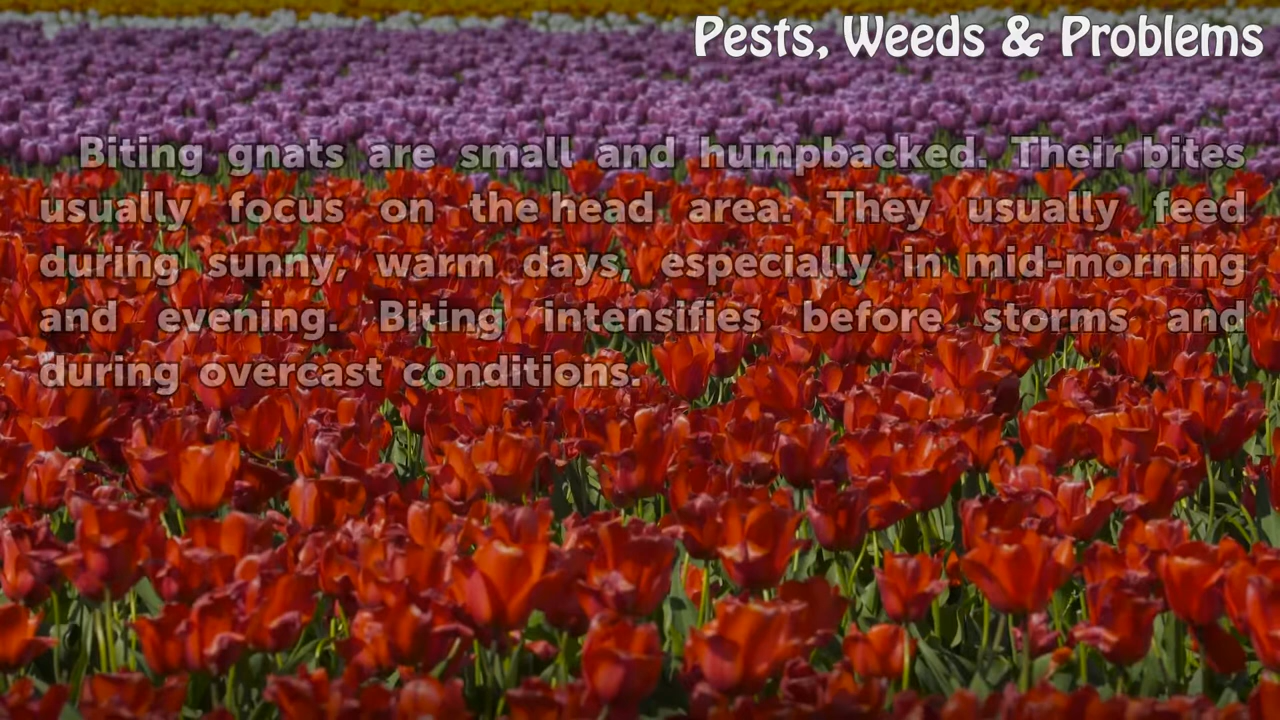 Pests, Weeds & Problems
Biting gnats are small and humpbacked. Their bites
usually focus on the head area. They usually feed
during sunny, warm days, especially in mid-morning
and evening. Biting intensifies before storms and
during overcast conditions.